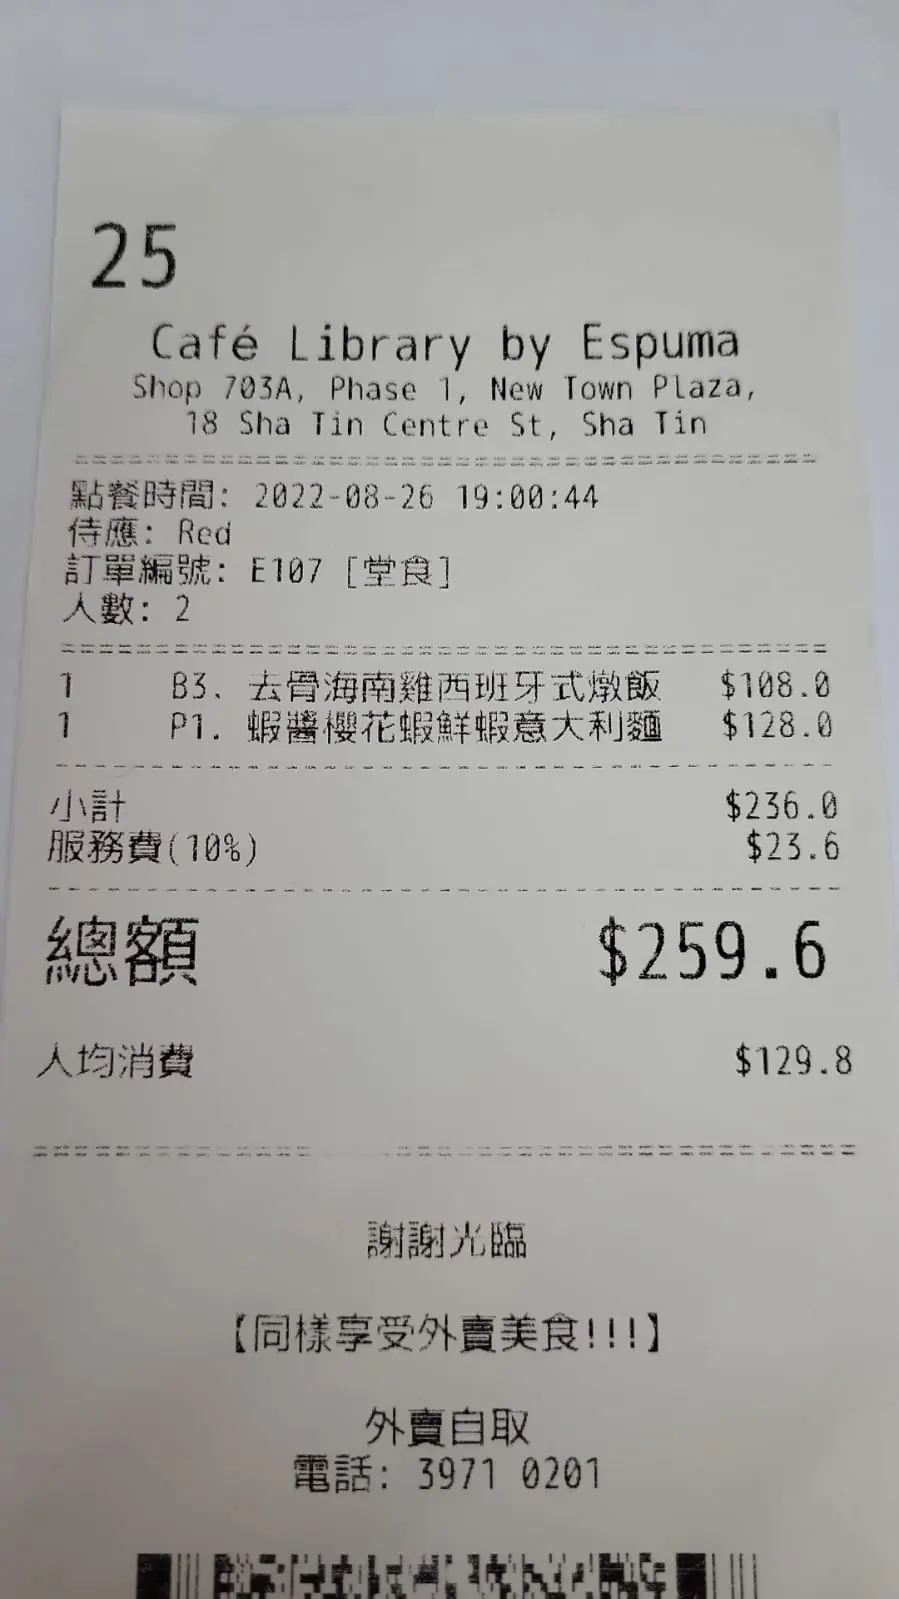 25
Café Library by Espuma
Shop 703A, Phase 1, New Town Plaza,
18 Sha Tin Centre St, Sha Tin
點餐時間: 2022-08-26 19:00:44
侍應: Red
訂單編號: E107 [堂食]
人數: 2
1 B3. 去骨海南雞西班牙式燉飯 $108.0
1 P1. 蝦醬櫻花蝦鮮蝦意大利麵 $128.0
小計 $236.0
服務費(10%) $23.6
總額 $259.6
人均消費 $129.8
謝謝光臨
【同樣享受外賣美食!!!】
外賣自取
電話: 3971 0201